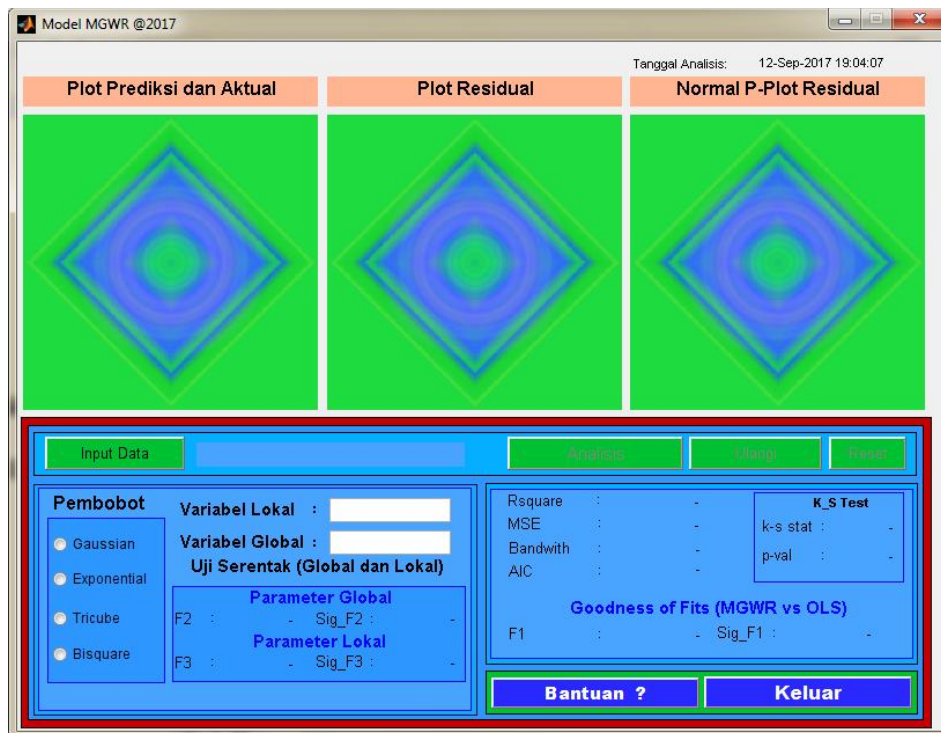 Model MGWR @2017
Tanggal Analisis: 12-Sep-2017 19:04:07
Plot Prediksi dan Aktual
Plot Residual
Normal P-Plot Residual
Input Data
Analisis
Ulangi
Reset
Pembobot
Gaussian
Exponential
Tricube
Bisquare
Variabel Lokal :
Variabel Global :
Uji Serentak (Global dan Lokal)
Parameter Global
F2 : - Sig_F2 : -
Parameter Lokal
F3 : - Sig_F3 : -
Rsquare : -
MSE : -
Bandwith : -
AIC : -
K_S Test
k-s stat : -
p-val : -
Goodness of Fits (MGWR vs OLS)
F1 : - Sig_F1 : -
Bantuan ?
Keluar